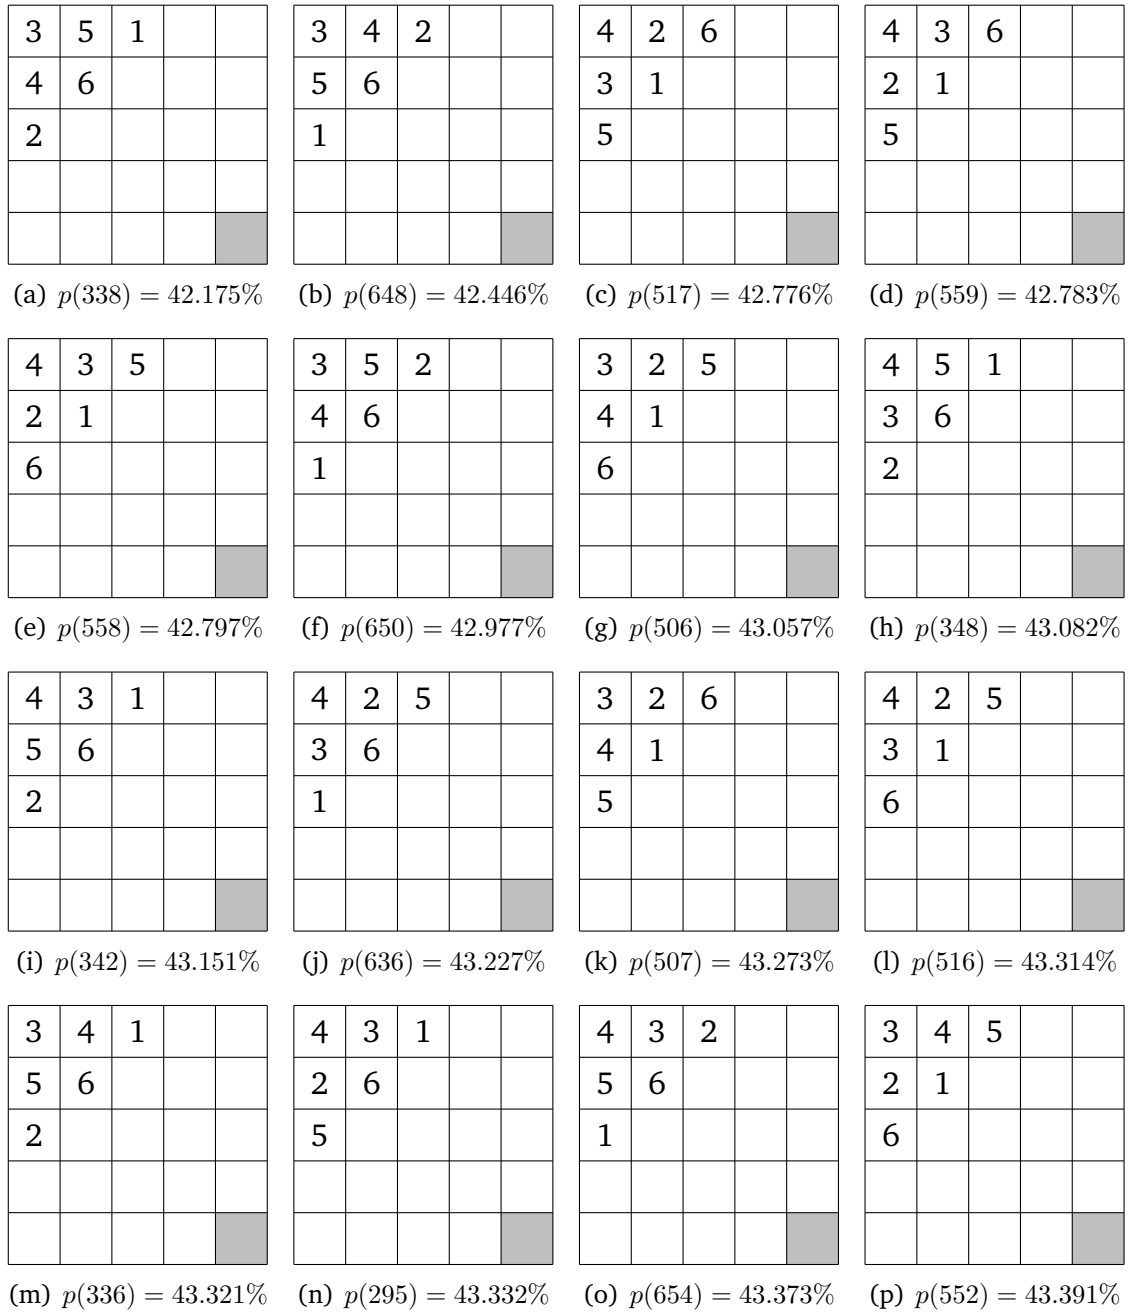 3 5 1 3 4 2 4 2 6 4 3 6
4 6 5 6 3 1 2 1
2 1 5 5
(a) p(338) = 42.175% (b) p(648) = 42.446% (c) p(517) = 42.776% (d) p(559) = 42.783%
4 3 5 3 5 2 3 2 5 4 5 1
2 1 4 6 4 1 3 6
6 1 6 2
(e) p(558) = 42.797% (f) p(650) = 42.977% (g) p(506) = 43.057% (h) p(348) = 43.082%
4 3 1 4 2 5 3 2 6 4 2 5
5 6 3 6 4 1 3 1
2 1 5 6
(i) p(342) = 43.151% (j) p(636) = 43.227% (k) p(507) = 43.273% (l) p(516) = 43.314%
3 4 1 4 3 1 4 3 2 3 4 5
5 6 2 6 5 6 2 1
2 5 1 6
(m) p(336) = 43.321% (n) p(295) = 43.332% (o) p(654) = 43.373% (p) p(552) = 43.391%